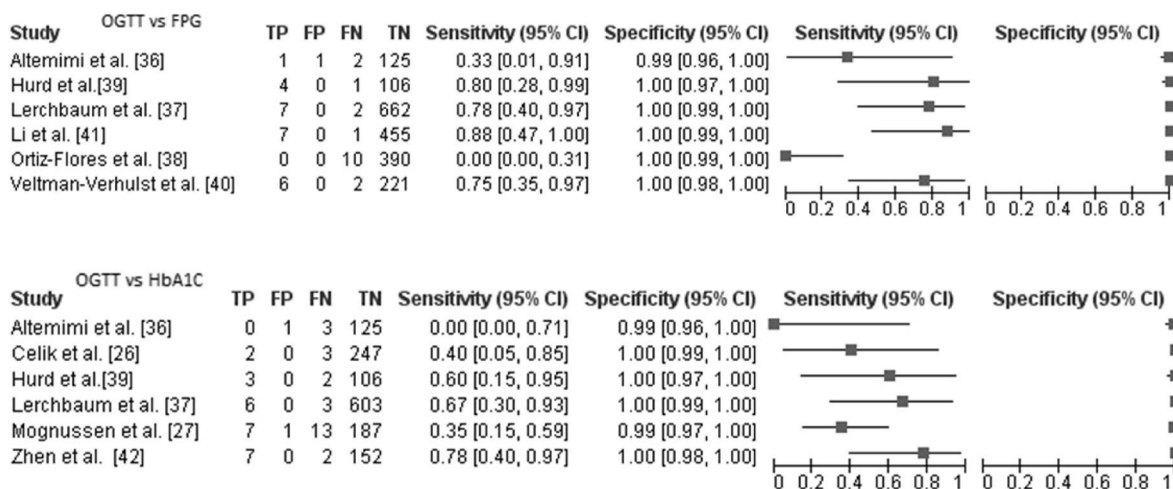 OGTT vs FPG
Study TP FP FN TN Sensitivity (95% CI) Specificity (95% CI) Sensitivity (95% CI) Specificity (95% CI)
Altemimi et al. [36] 1 1 2 125 0.33 [0.01, 0.91] 0.99 [0.96, 1.00]
Hurd et al.[39] 4 0 1 106 0.80 [0.28, 0.99] 1.00 [0.97, 1.00]
Lerchbaum et al. [37] 7 0 2 662 0.78 [0.40, 0.97] 1.00 [0.99, 1.00]
Li et al. [41] 7 0 1 455 0.88 [0.47, 1.00] 1.00 [0.99, 1.00]
Ortiz-Flores et al. [38] 0 0 10 390 0.00 [0.00, 0.31] 1.00 [0.99, 1.00]
Veltman-Verhulst et al. [40] 6 0 2 221 0.75 [0.35, 0.97] 1.00 [0.98, 1.00]
0 0.2 0.4 0.6 0.8 1 0 0.2 0.4 0.6 0.8 1
OGTT vs HbA1C
Study TP FP FN TN Sensitivity (95% CI) Specificity (95% CI) Sensitivity (95% CI) Specificity (95% CI)
Altemimi et al. [36] 0 1 3 125 0.00 [0.00, 0.71] 0.99 [0.96, 1.00]
Celik et al. [26] 2 0 3 247 0.40 [0.05, 0.85] 1.00 [0.99, 1.00]
Hurd et al.[39] 3 0 2 106 0.60 [0.15, 0.95] 1.00 [0.97, 1.00]
Lerchbaum et al. [37] 6 0 3 603 0.67 [0.30, 0.93] 1.00 [0.99, 1.00]
Mognussen et al. [27] 7 1 13 187 0.35 [0.15, 0.59] 0.99 [0.97, 1.00]
Zhen et al. [42] 7 0 2 152 0.78 [0.40, 0.97] 1.00 [0.98, 1.00]
0 0.2 0.4 0.6 0.8 1 0 0.2 0.4 0.6 0.8 1